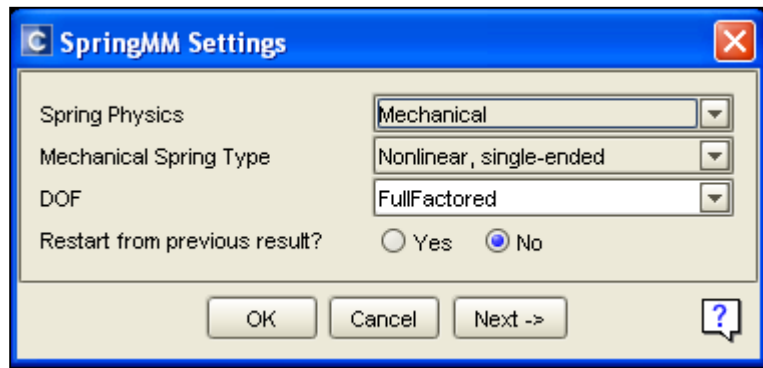 C SpringMM Settings
Spring Physics Mechanical
Mechanical Spring Type Nonlinear, single-ended
DOF FullFactored
Restart from previous result? Yes No
OK Cancel Next -> ?